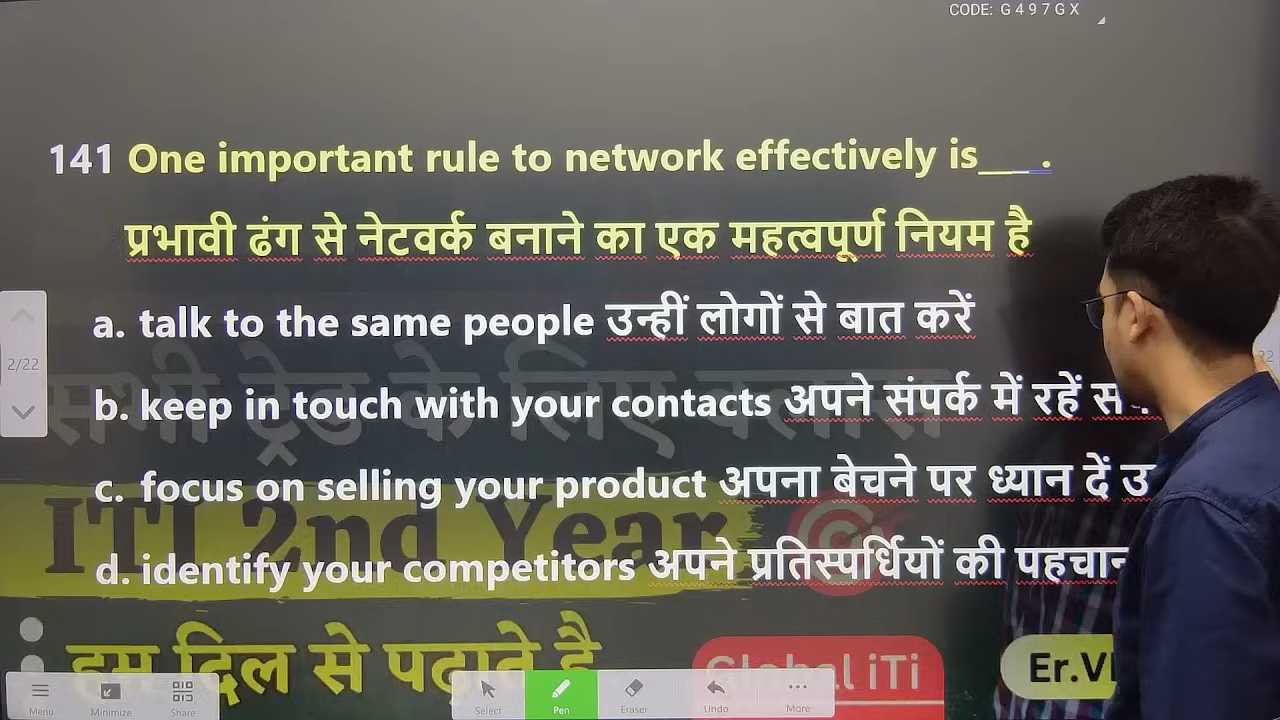 CODE: G497GX
141 One important rule to network effectively is___.
प्रभावी ढंग से नेटवर्क बनाने का एक महत्वपूर्ण नियम है
a. talk to the same people उन्हीं लोगों से बात करें
2/22
b. keep in touch with your contacts अपने संपर्क में रहें
सभी ट्रेड के लिए क्लास
c. focus on selling your product अपना बेचने पर ध्यान दें
ITI 2nd Year
d. identify your competitors अपने प्रतिस्पर्धियों की पहचान
हम दिल से पढ़ाते है
Global iTi
Er.
Menu Minimize Share Select Pen Eraser Undo More